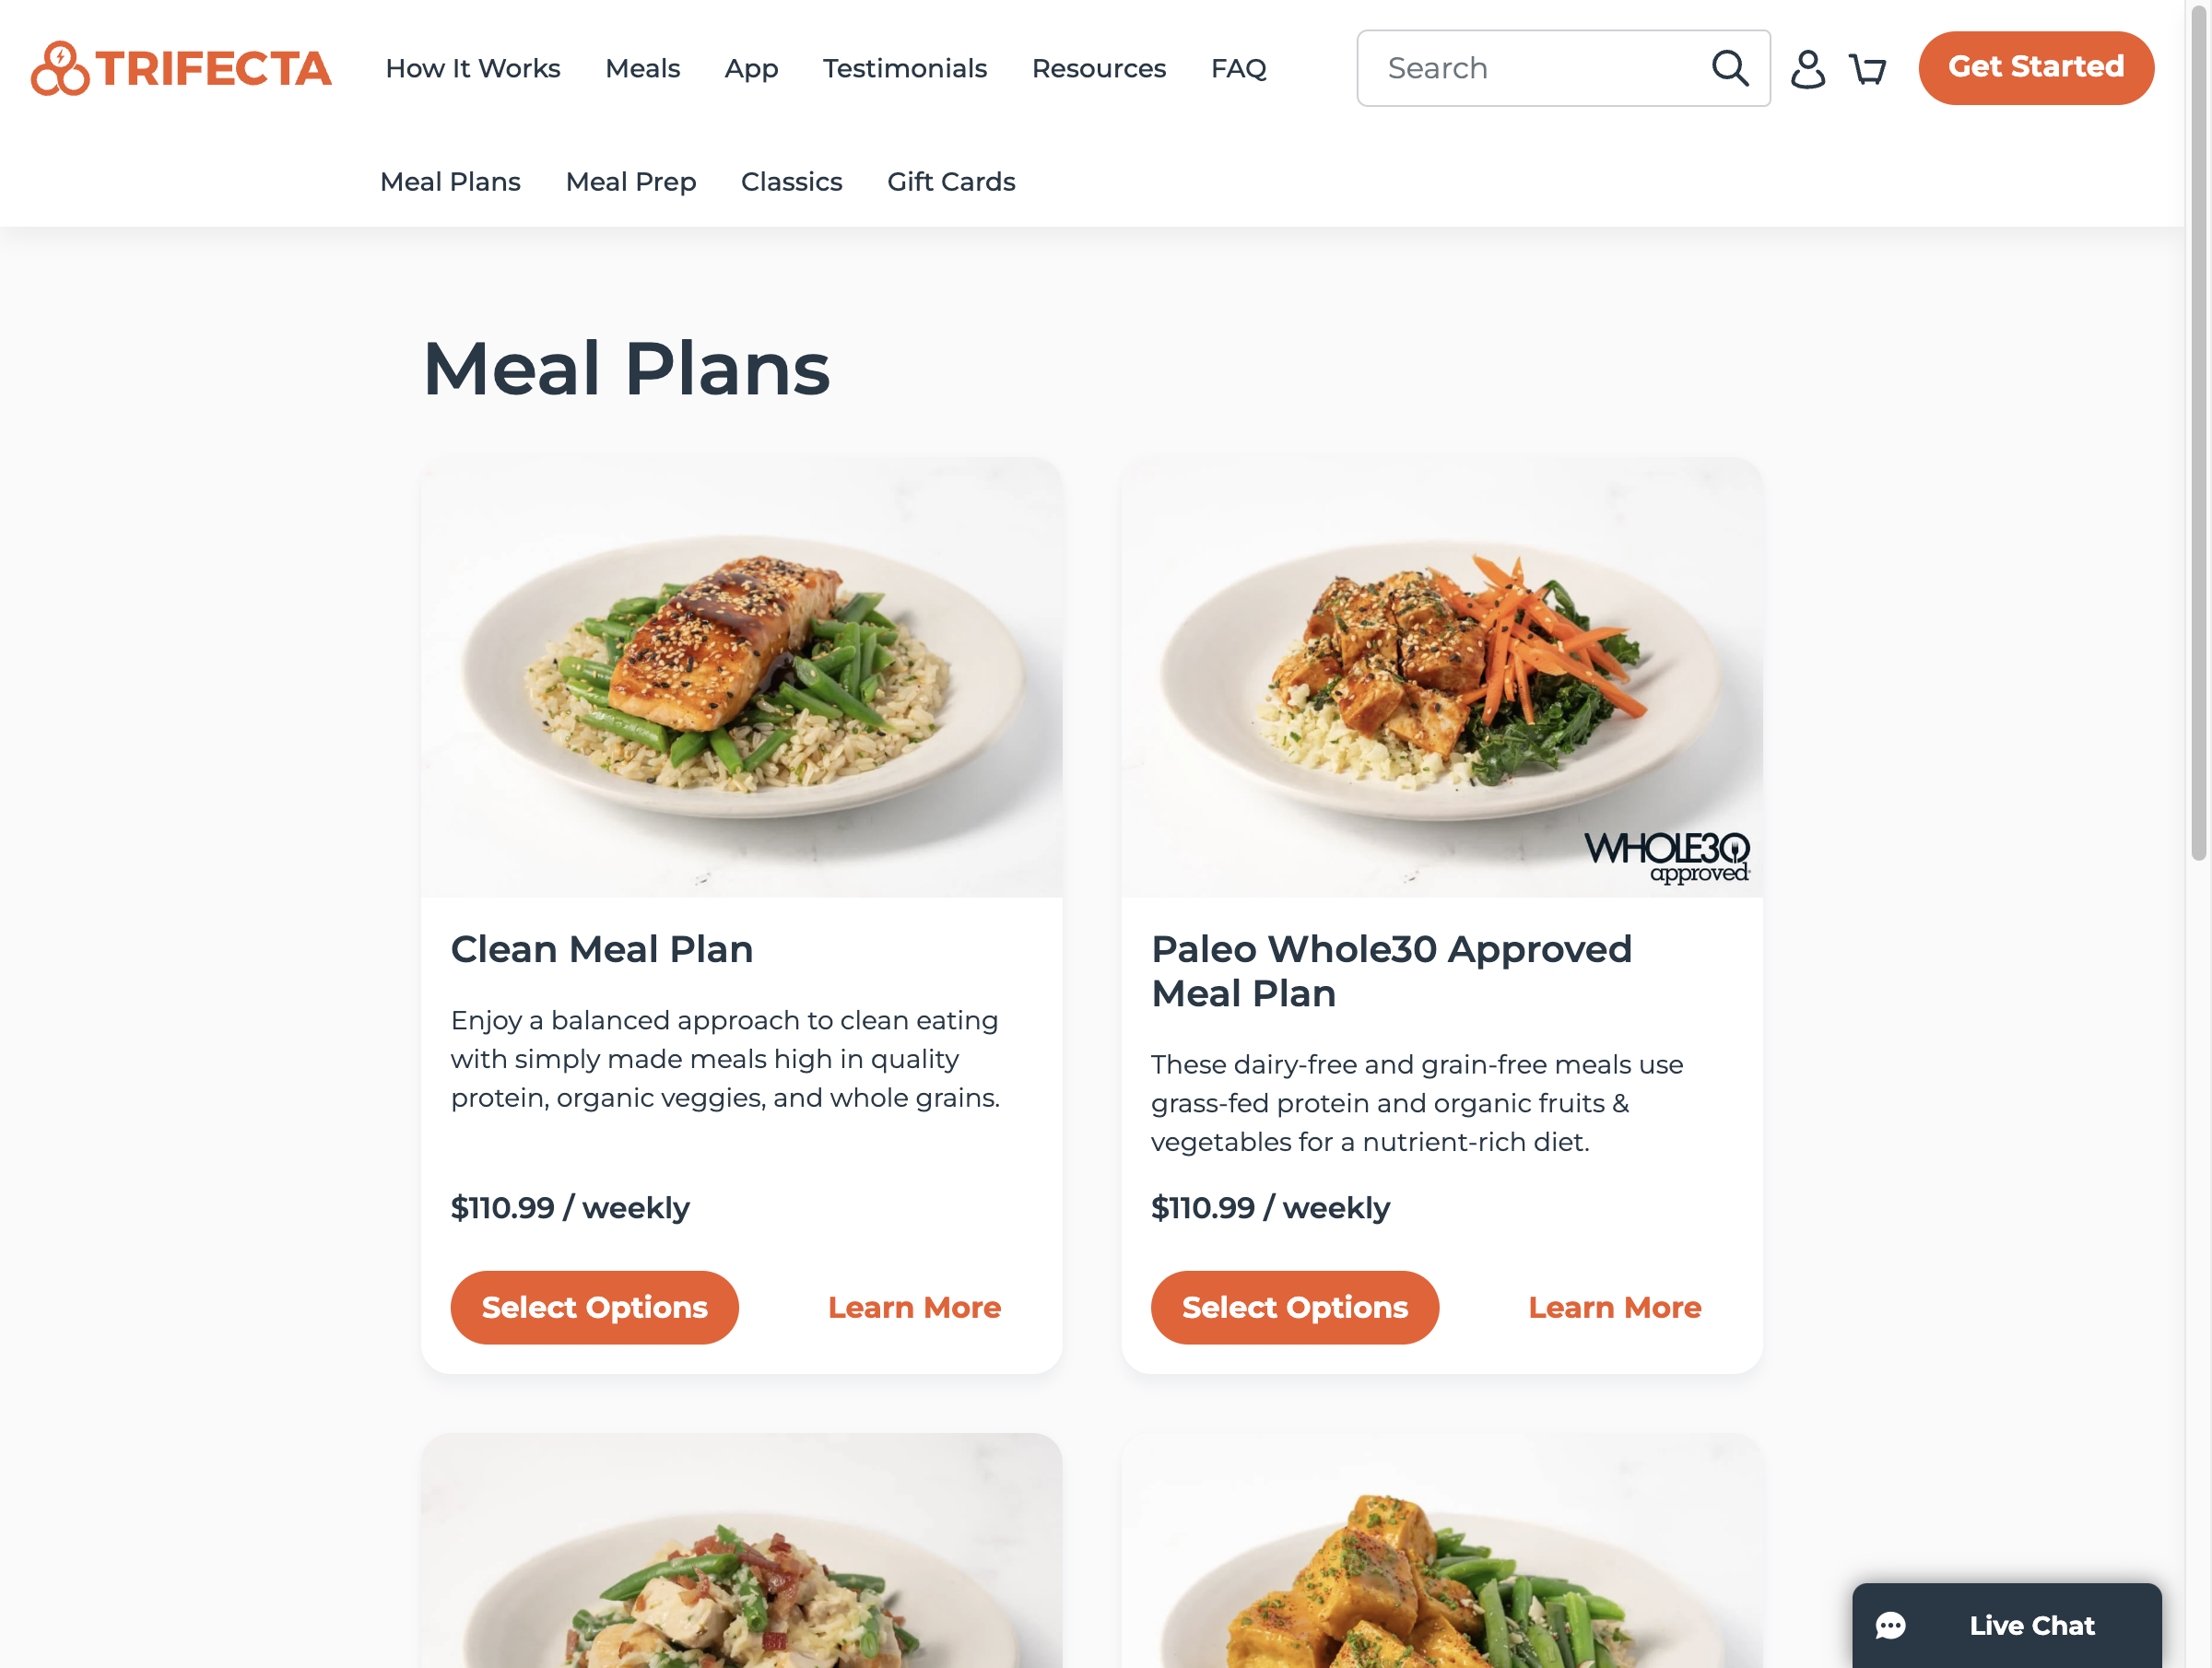 TRIFECTA
How It Works
Meals
App
Testimonials
Resources
FAQ
Search
Get Started
Meal Plans
Meal Prep
Classics
Gift Cards
Meal Plans
WHOLE30
approved
Clean Meal Plan
Enjoy a balanced approach to clean eating
with simply made meals high in quality
protein, organic veggies, and whole grains.
$110.99 / weekly
Select Options
Learn More
Paleo Whole30 Approved
Meal Plan
These dairy-free and grain-free meals use
grass-fed protein and organic fruits &
vegetables for a nutrient-rich diet.
$110.99 / weekly
Select Options
Learn More
Live Chat